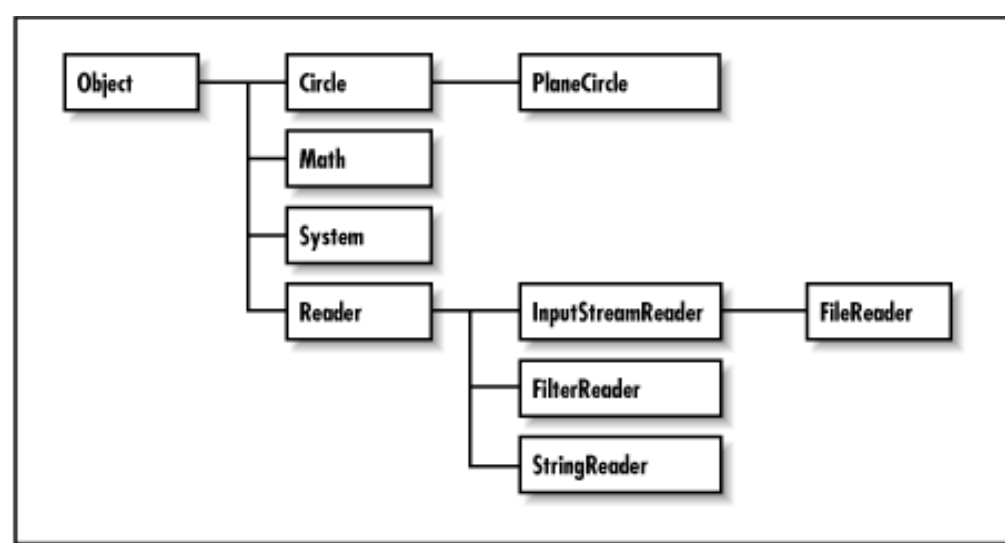 Object
Circle
PlaneCircle
Math
System
Reader
InputStreamReader
FileReader
FilterReader
StringReader